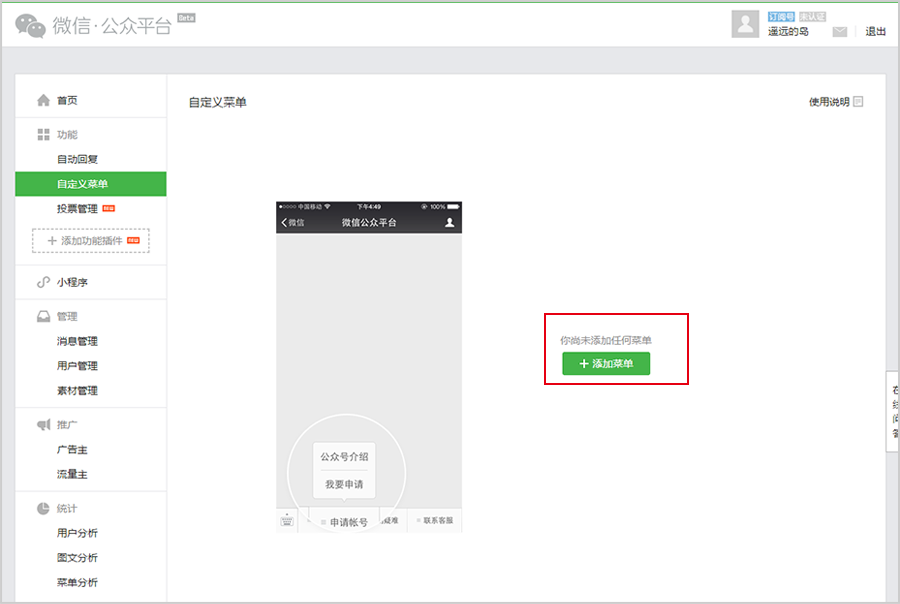 微信·公众平台 Beta
订阅号 未认证
遥远的岛
退出
首页
功能
自动回复
自定义菜单
投票管理
添加功能插件
小程序
管理
消息管理
用户管理
素材管理
推广
广告主
流量主
统计
用户分析
图文分析
菜单分析
自定义菜单
使用说明
中国移动 下午4:49 100%
微信 微信公众平台
公众号介绍
我要申请
申请帐号 疑难 联系客服
你尚未添加任何菜单
+ 添加菜单
在
线
问
答